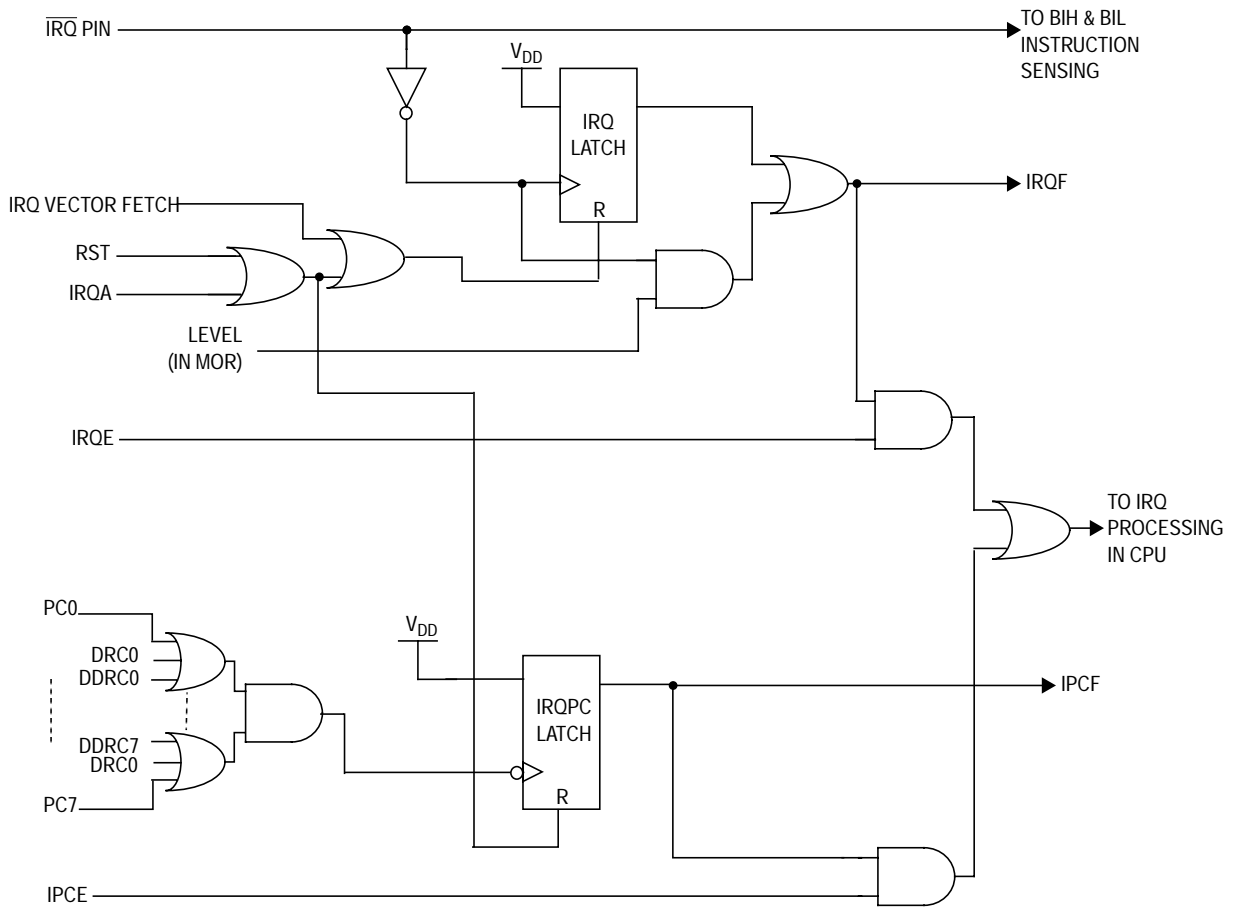 IRQ PIN
TO BIH & BIL
INSTRUCTION
SENSING
VDD
IRQ
LATCH
R
IRQF
IRQ VECTOR FETCH
RST
IRQA
LEVEL
(IN MOR)
IRQE
TO IRQ
PROCESSING
IN CPU
PC0
DRC0
DDRC0
DDRC7
DRC0
PC7
VDD
IRQPC
LATCH
R
IPCF
IPCE